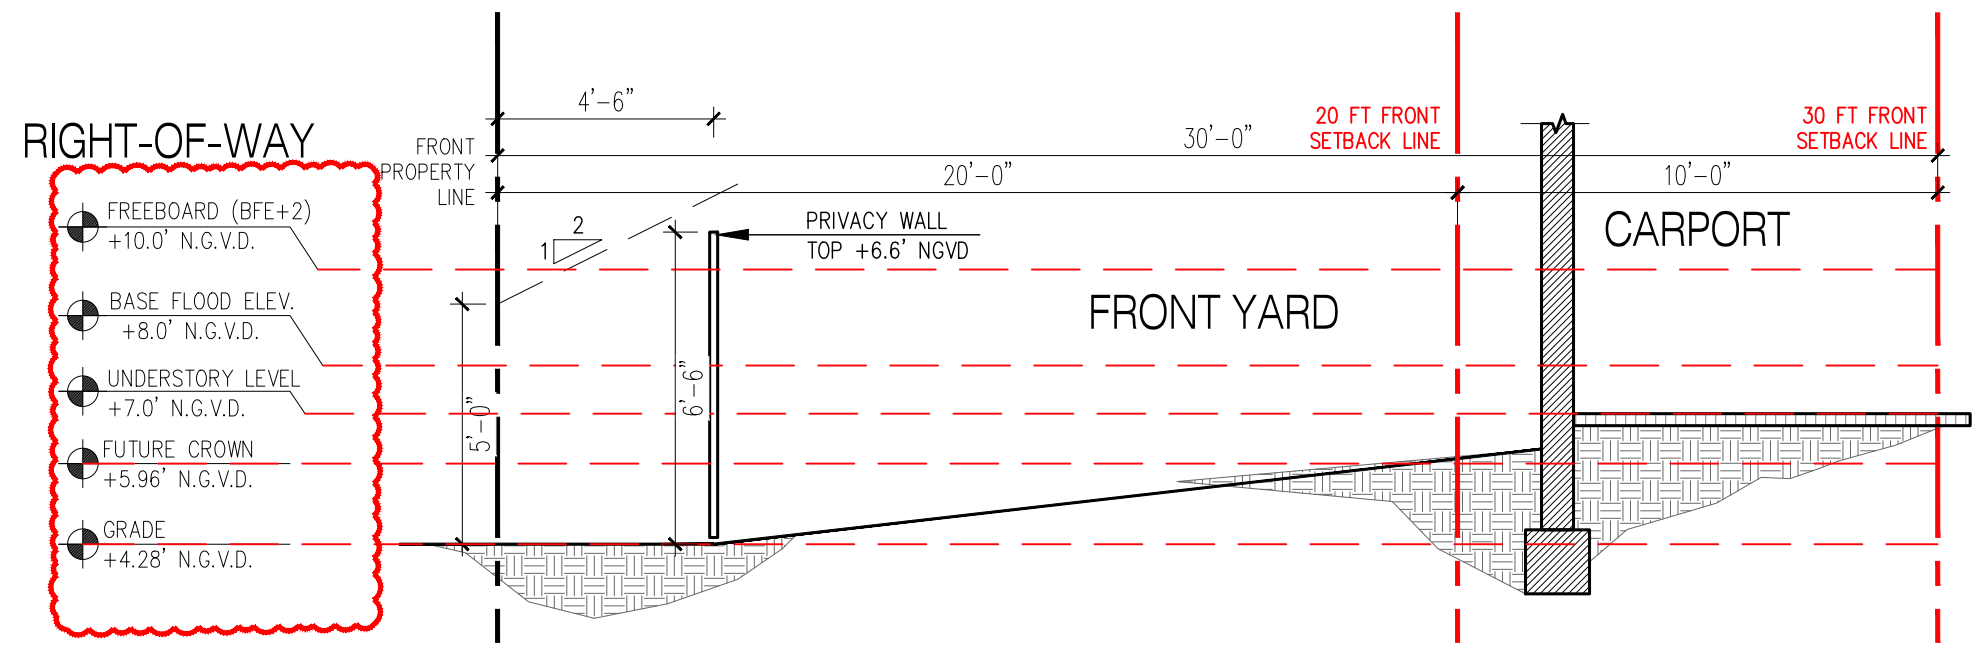 RIGHT-OF-WAY
FREEBOARD (BFE+2)
+10.0' N.G.V.D.
BASE FLOOD ELEV.
+8.0' N.G.V.D.
UNDERSTORY LEVEL
+7.0' N.G.V.D.
FUTURE CROWN
+5.96' N.G.V.D.
GRADE
+4.28' N.G.V.D.
FRONT
PROPERTY
LINE
4'-6"
30'-0"
20'-0"
10'-0"
20 FT FRONT
SETBACK LINE
30 FT FRONT
SETBACK LINE
2
1
PRIVACY WALL
TOP +6.6' NGVD
5'-0"
6'-6"
FRONT YARD
CARPORT